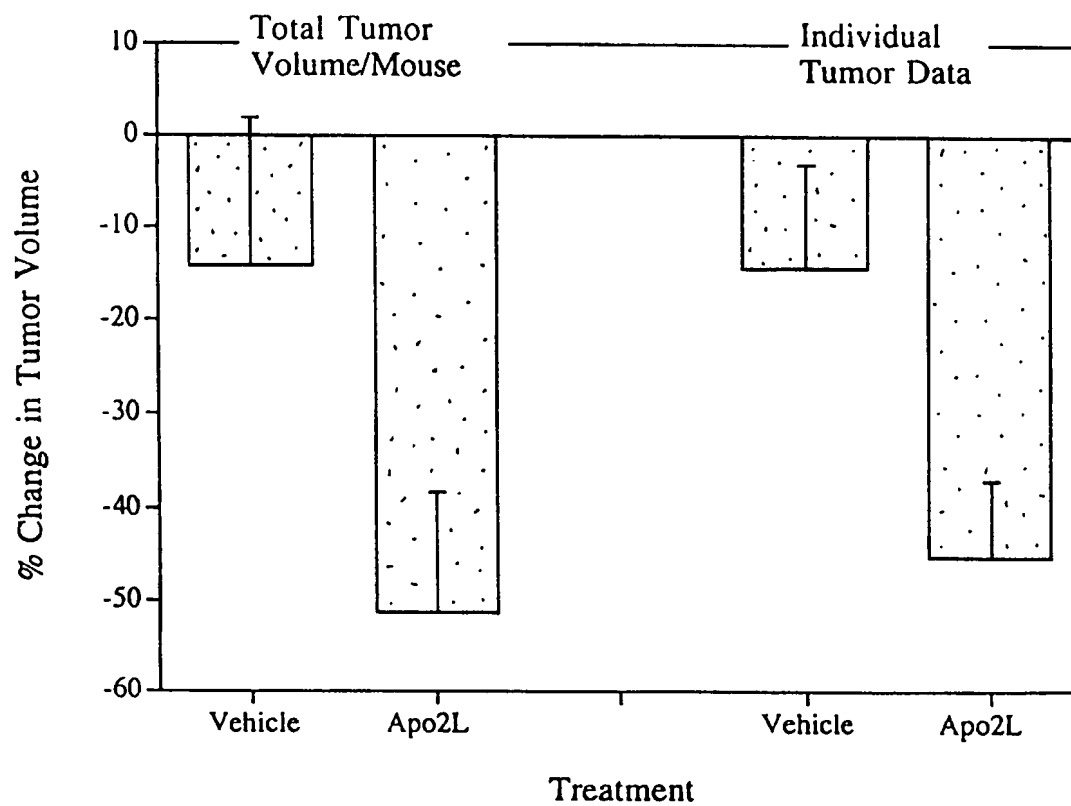 Total Tumor
Volume/Mouse
Individual
Tumor Data
% Change in Tumor Volume
10
0
-10
-20
-30
-40
-50
-60
Vehicle
Apo2L
Vehicle
Apo2L
Treatment